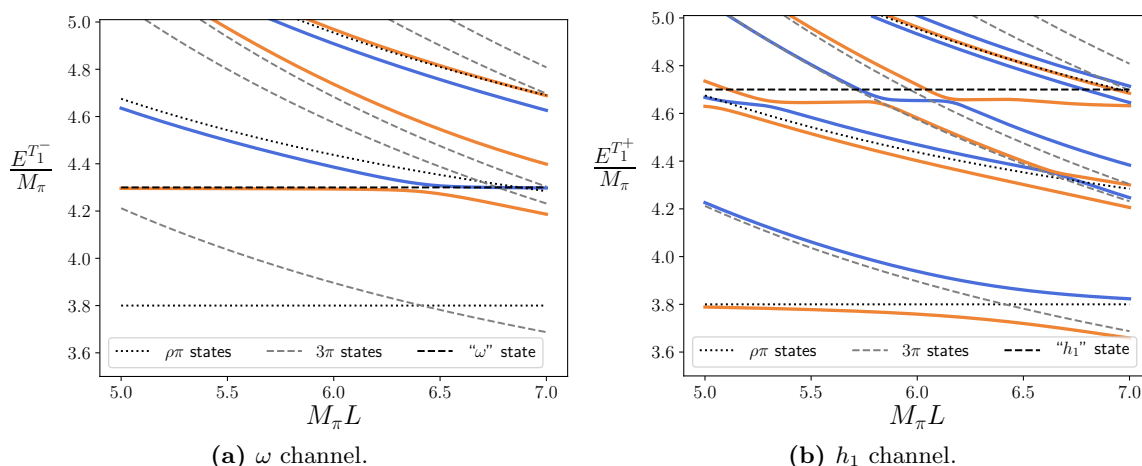 E^{T_1^-}
M_π
5.0
4.8
4.6
4.4
4.2
4.0
3.8
3.6
ρπ states
3π states
“ω” state
5.0
5.5
6.0
6.5
7.0
M_πL
(a) ω channel.
E^{T_1^+}
M_π
5.0
4.8
4.6
4.4
4.2
4.0
3.8
3.6
ρπ states
3π states
“h_1” state
5.0
5.5
6.0
6.5
7.0
M_πL
(b) h_1 channel.